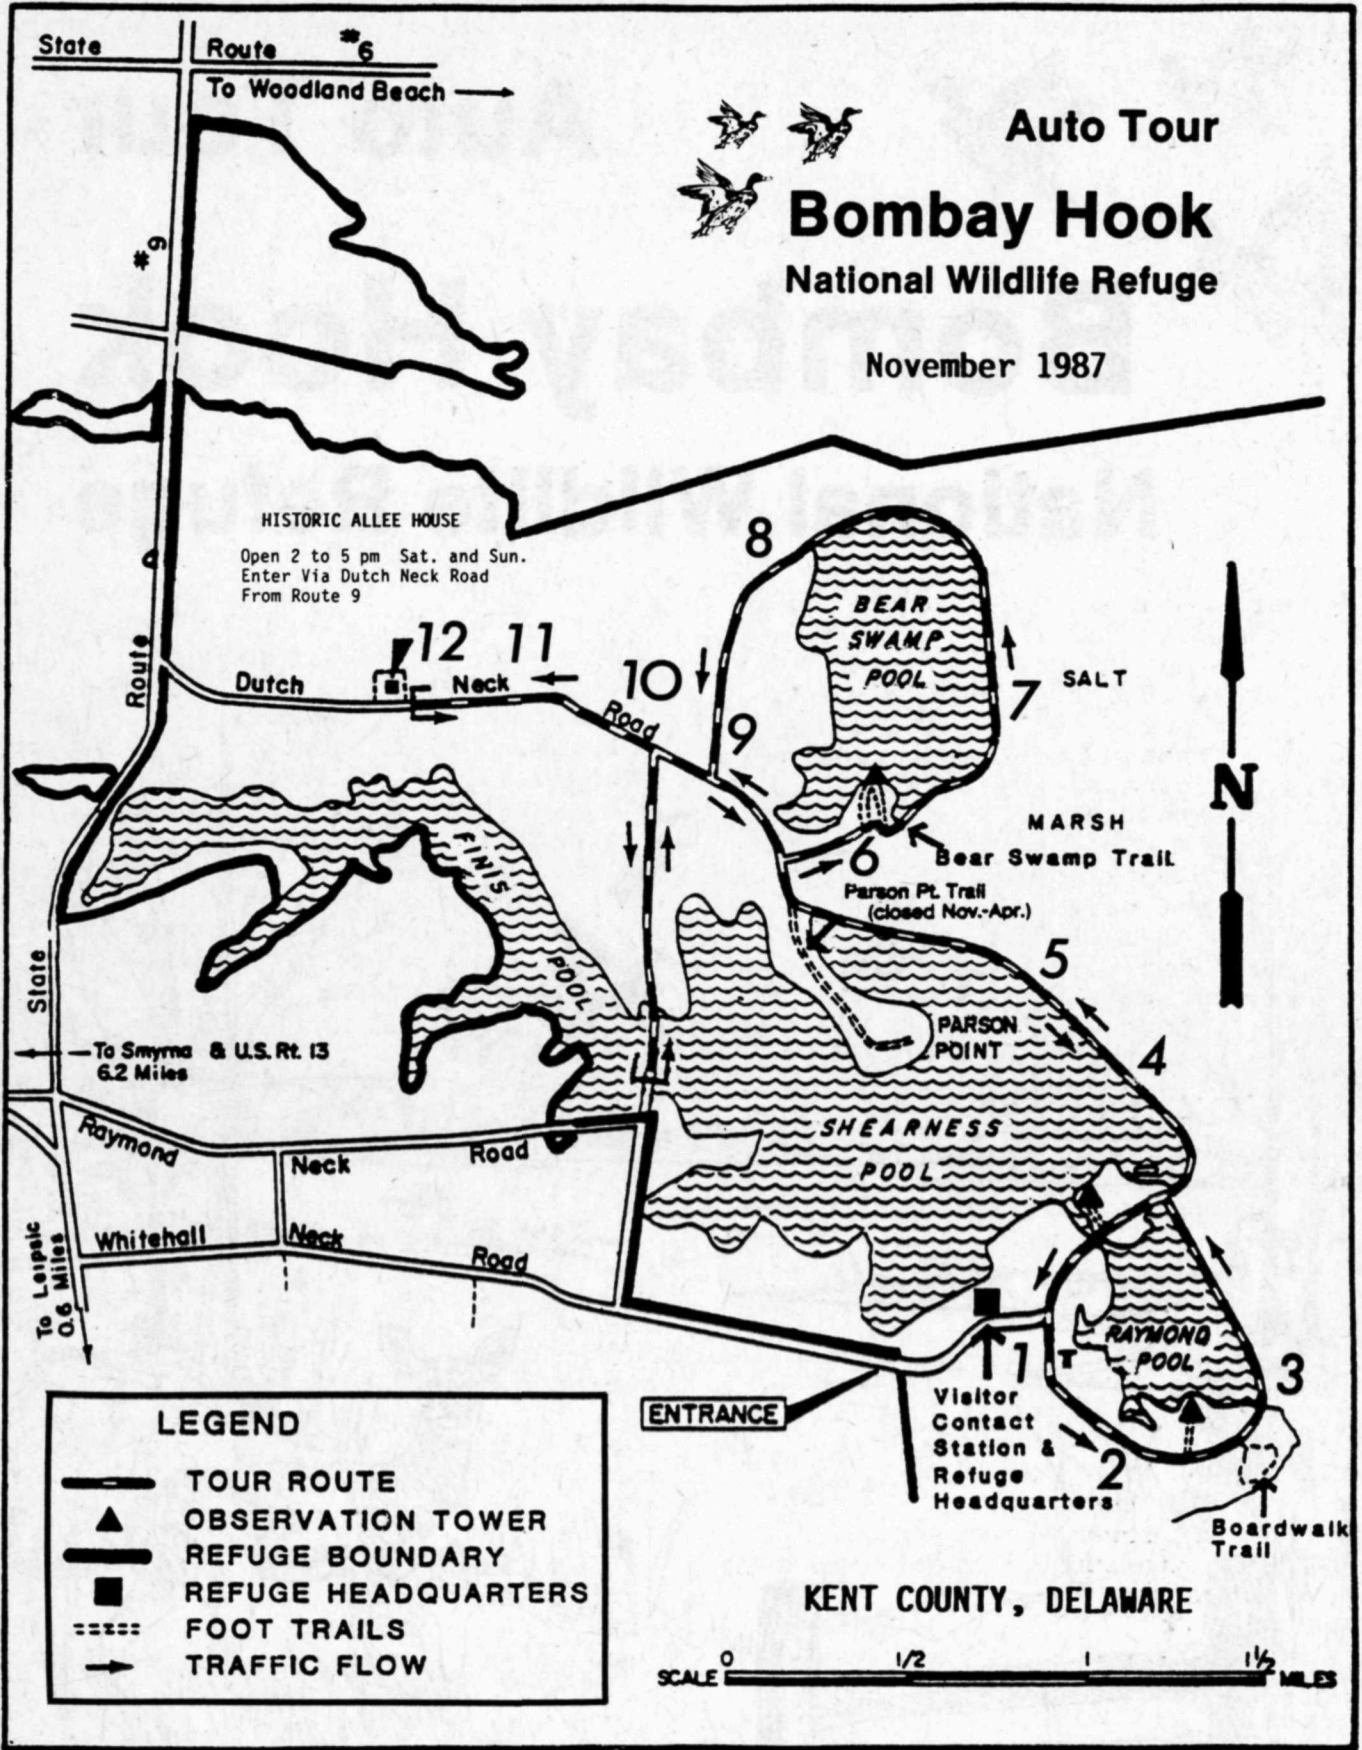 State Route #6
To Woodland Beach
Auto Tour
Bombay Hook
National Wildlife Refuge
November 1987
#9
HISTORIC ALLEE HOUSE
Open 2 to 5 pm Sat. and Sun.
Enter Via Dutch Neck Road
From Route 9
8
BEAR
SWAMP
POOL
12
11
10
9
7
Dutch Neck Road
SALT
MARSH
N
State Route 9
6
Bear Swamp Trail
Parson Pt. Trail
(closed Nov.-Apr.)
FINIS
POOL
5
PARSON
POINT
4
To Smyrna & U.S. Rt. 13
6.2 Miles
SHEARNESS
POOL
Raymond Neck Road
Whitehall Neck Road
To Leipsic
0.6 Miles
RAYMOND
POOL
T
1
3
2
ENTRANCE
Visitor
Contact
Station &
Refuge
Headquarters
Boardwalk
Trail
LEGEND
TOUR ROUTE
OBSERVATION TOWER
REFUGE BOUNDARY
REFUGE HEADQUARTERS
FOOT TRAILS
TRAFFIC FLOW
KENT COUNTY, DELAWARE
SCALE 0 1/2 1 1½ MILES